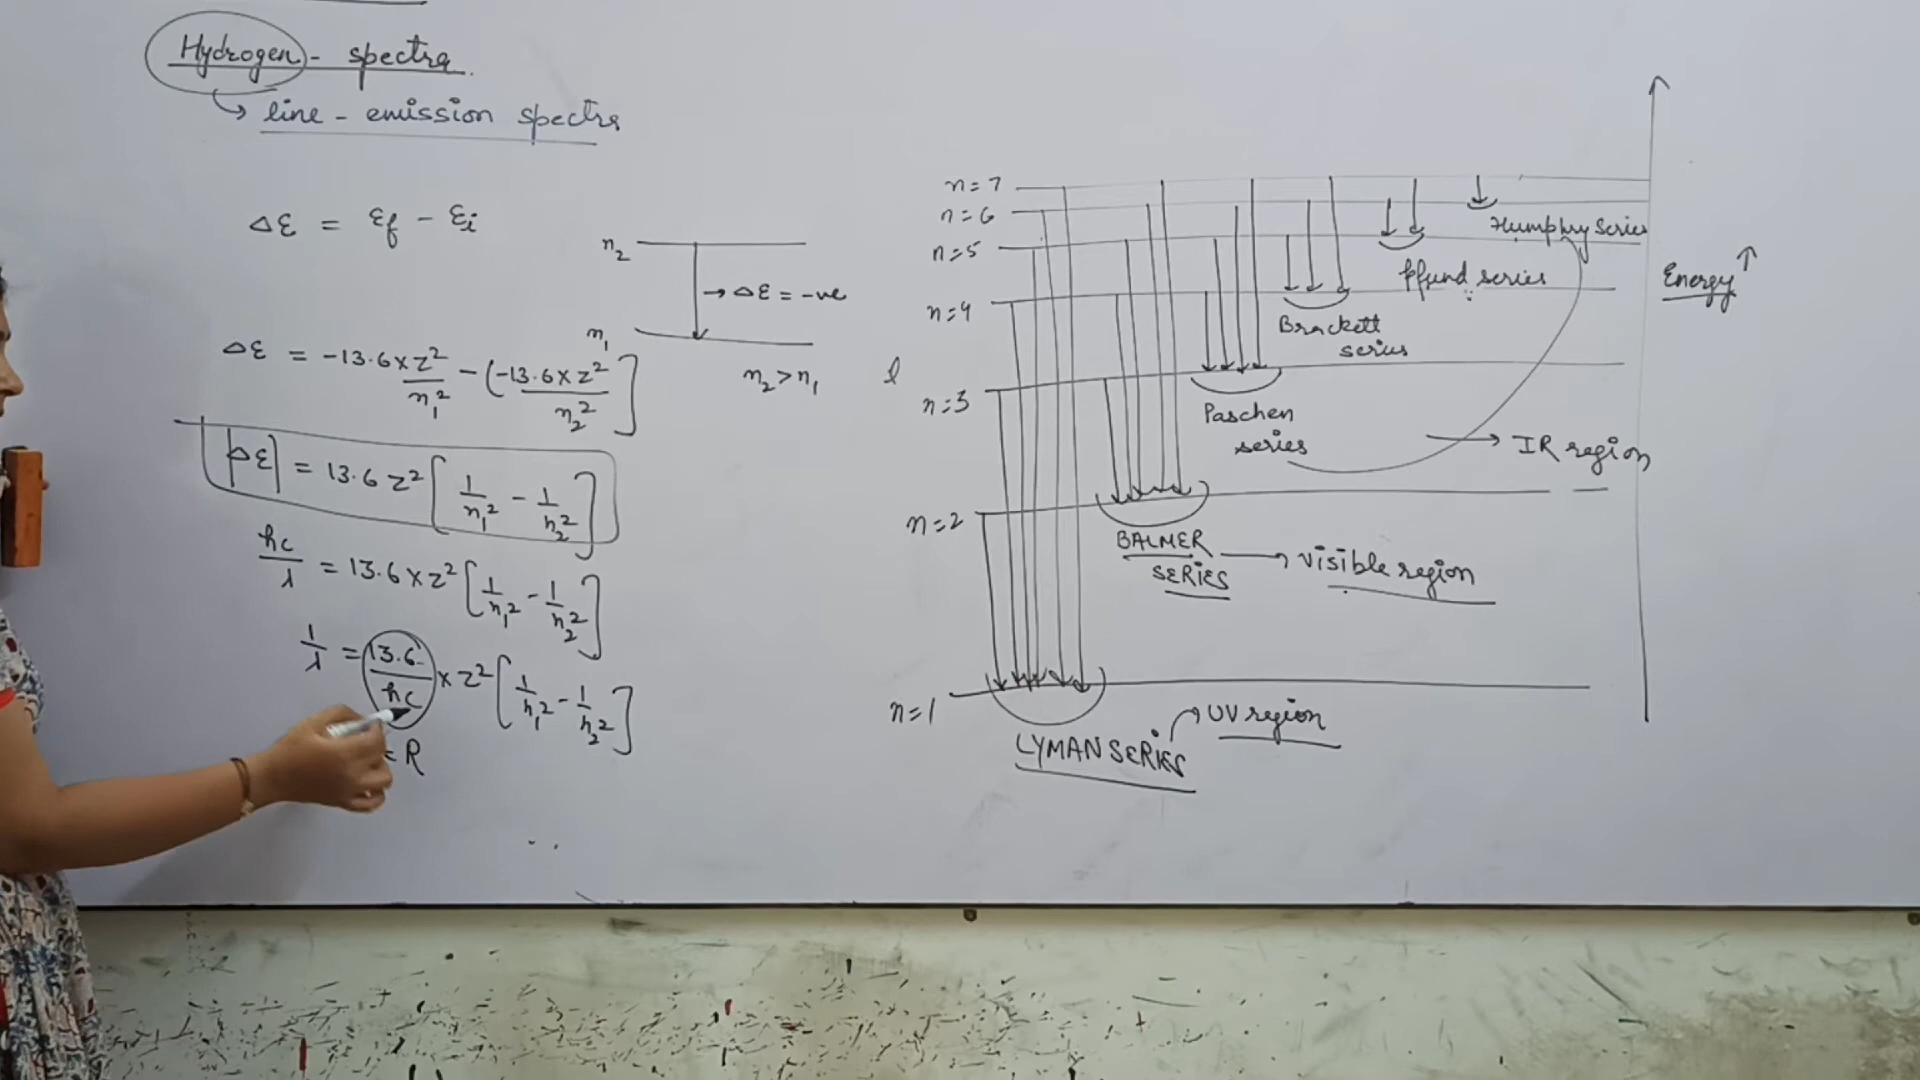 Hydrogen - spectra.
↳ line - emission spectra
ΔE = Ef - Ei
n₂
→ ΔE = -ve
n₁
n₂ > n₁
ΔE = -13.6 x z²/n₁² - (-13.6 x z²/n₂²]
|ΔE| = 13.6 z² [1/n₁² - 1/n₂²]
hc/λ = 13.6 x z² [1/n₁² - 1/n₂²]
1/λ = 13.6/hc x z² [1/n₁² - 1/n₂²]
= R
n=7
n=6
Humphry Series
n=5
Pfund series
Energy ↑
n=4
Brackett
series
l
n=3
Paschen
series
→ IR region
n=2
BALMER
SERIES → visible region
n=1
LYMAN SERIES → UV region